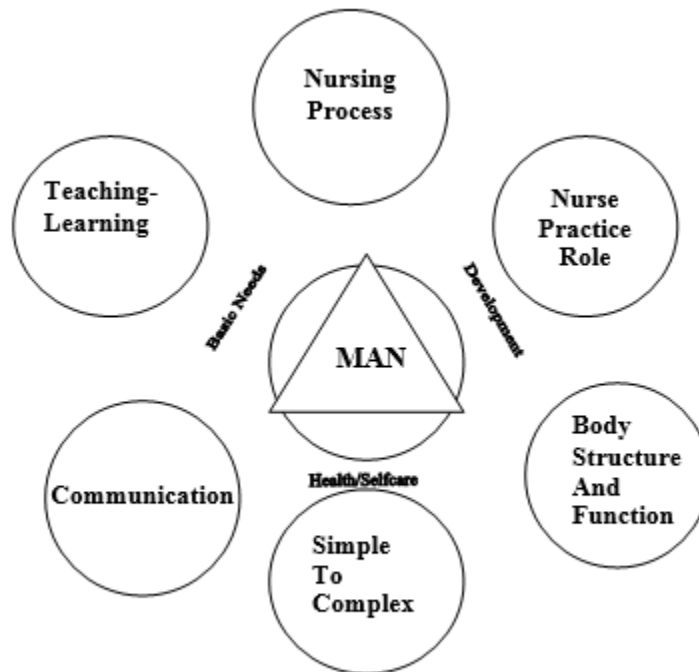 Nursing
Process
Teaching-
Learning
Nurse
Practice
Role
Basic Needs
Development
MAN
Body
Structure
And
Function
Communication
Health/Selfcare
Simple
To
Complex